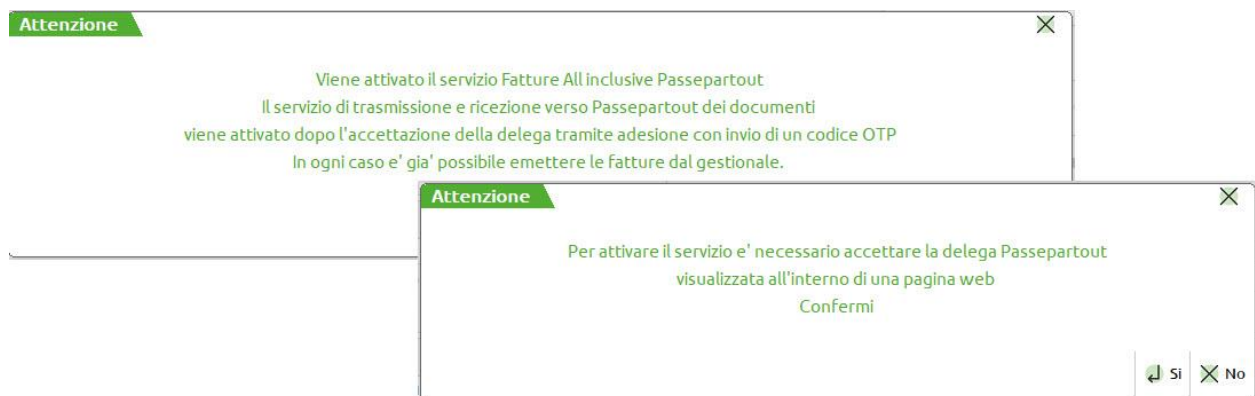 Attenzione
Viene attivato il servizio Fatture All inclusive Passepartout
Il servizio di trasmissione e ricezione verso Passepartout dei documenti
viene attivato dopo l'accettazione della delega tramite adesione con invio di un codice OTP
In ogni caso e' gia' possibile emettere le fatture dal gestionale.
Attenzione
Per attivare il servizio e' necessario accettare la delega Passepartout
visualizzata all'interno di una pagina web
Confermi
Si No